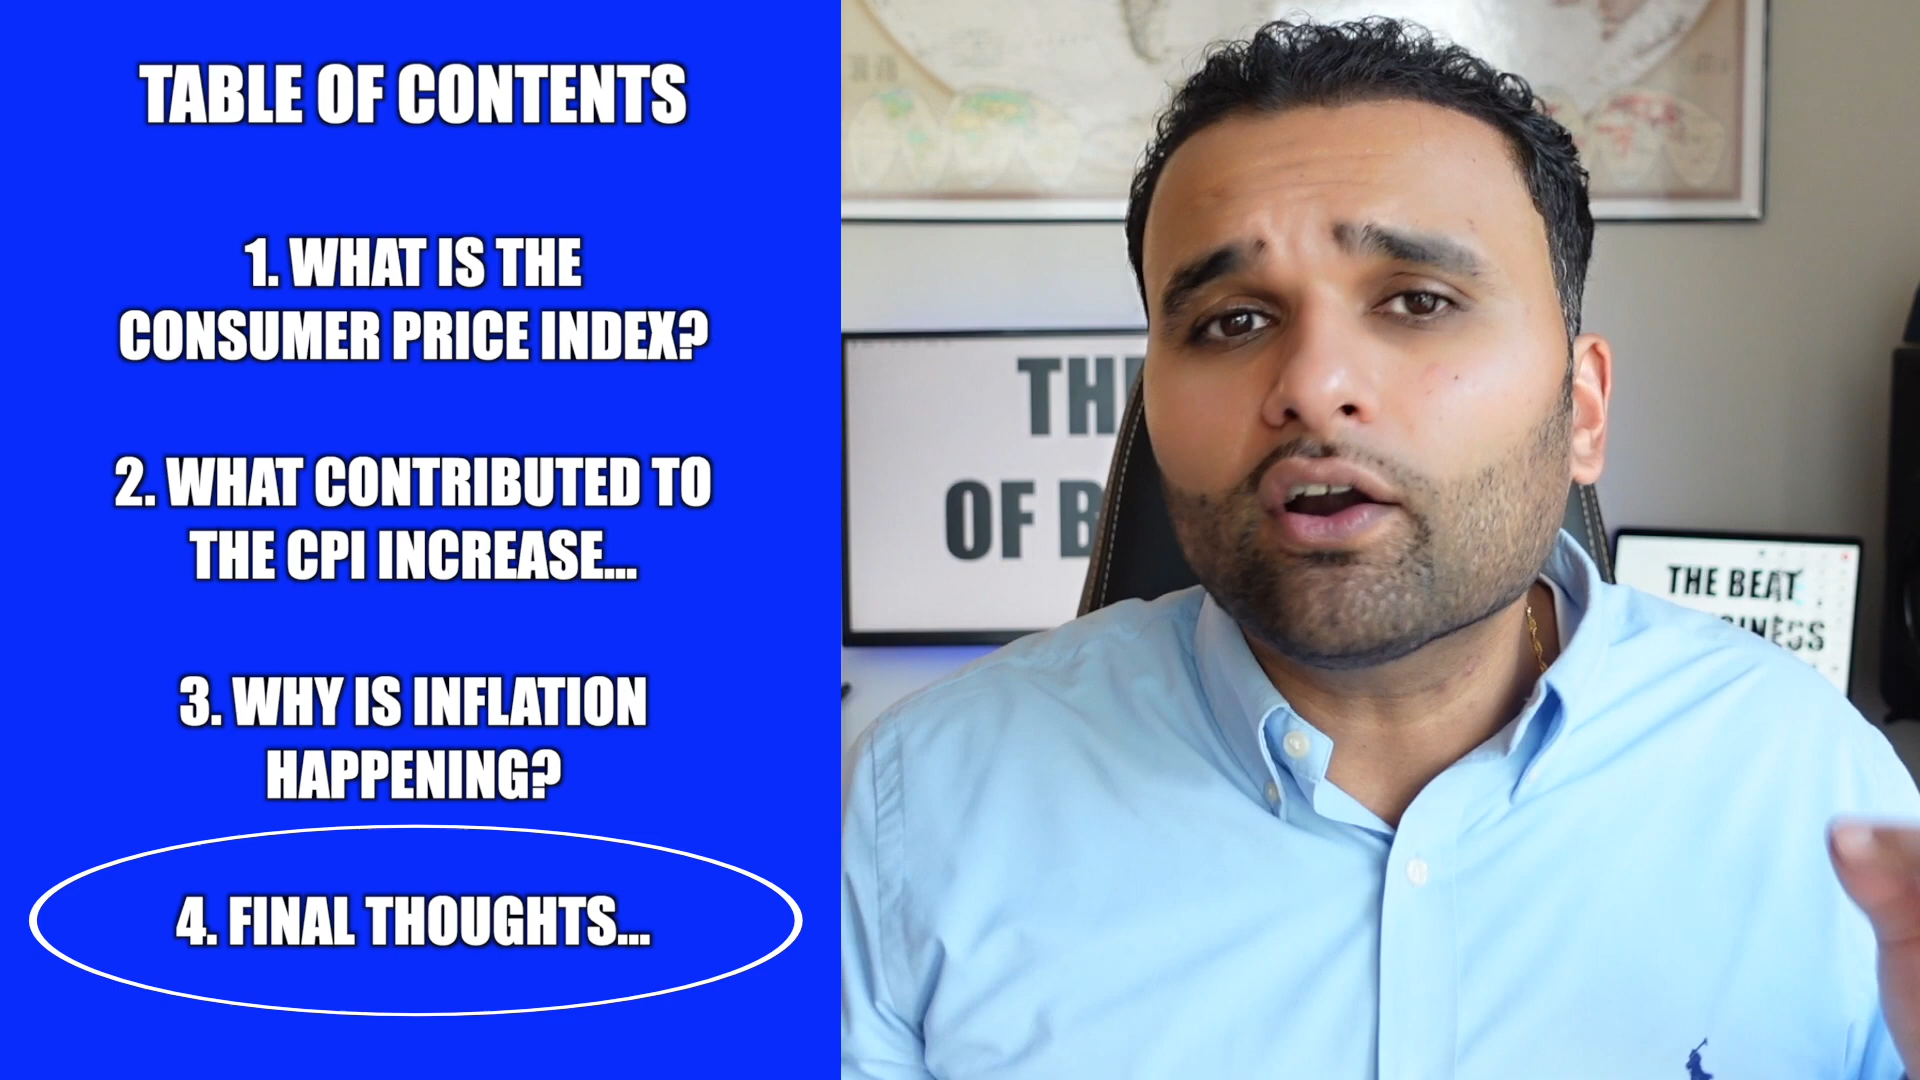 TABLE OF CONTENTS
1. WHAT IS THE
CONSUMER PRICE INDEX?
2. WHAT CONTRIBUTED TO
THE CPI INCREASE...
3. WHY IS INFLATION
HAPPENING?
4. FINAL THOUGHTS...
OF
THE BEAT